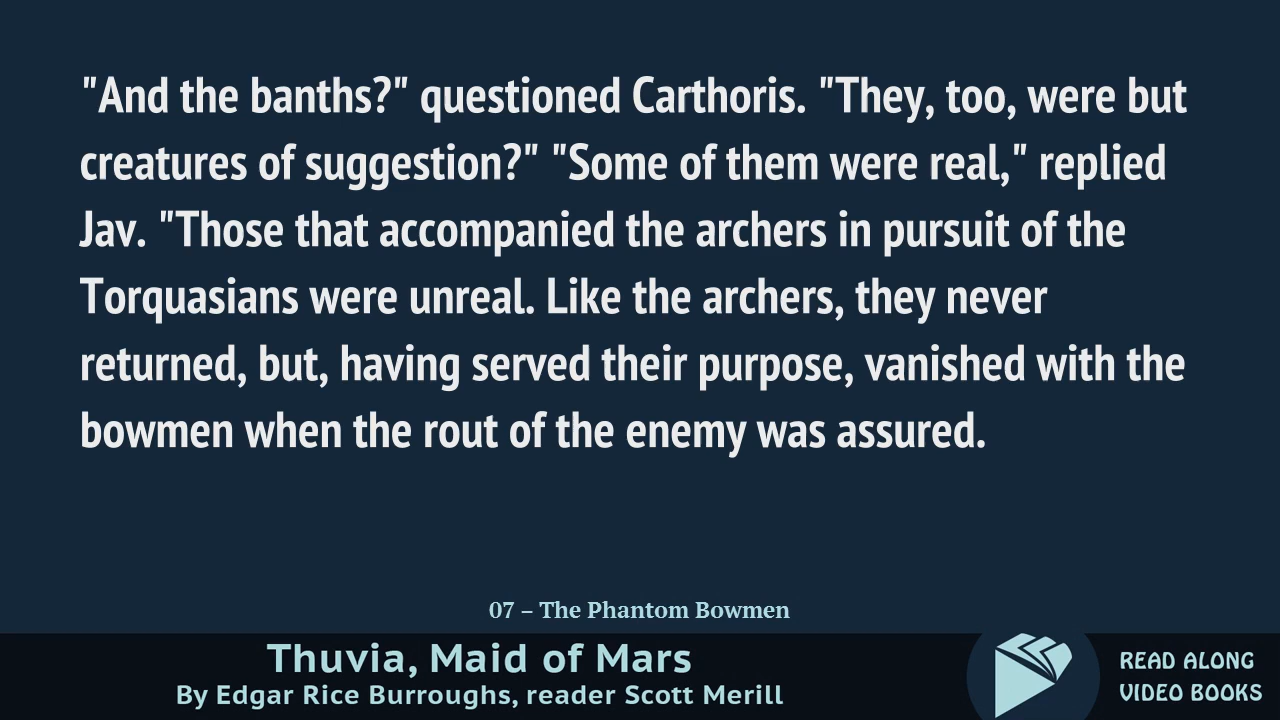 "And the banths?" questioned Carthoris. "They, too, were but
creatures of suggestion?" "Some of them were real," replied
Jav. "Those that accompanied the archers in pursuit of the
Torquasians were unreal. Like the archers, they never
returned, but, having served their purpose, vanished with the
bowmen when the rout of the enemy was assured.
07 – The Phantom Bowmen
Thuvia, Maid of Mars
By Edgar Rice Burroughs, reader Scott Merill
READ ALONG
VIDEO BOOKS